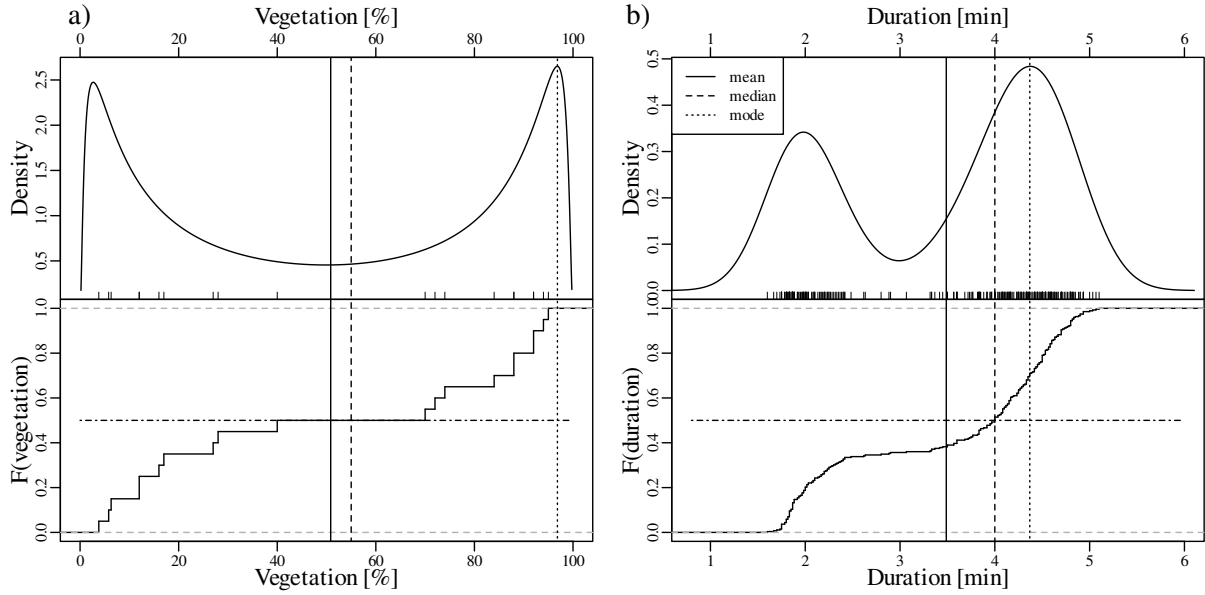 a)
Vegetation [%]
0 20 40 60 80 100
Density
0.5 1.0 1.5 2.0 2.5
F(vegetation)
0.0 0.2 0.4 0.6 0.8 1.0
0 20 40 60 80 100
Vegetation [%]
b)
Duration [min]
1 2 3 4 5 6
mean
median
mode
Density
0.0 0.1 0.2 0.3 0.4 0.5
F(duration)
0.0 0.2 0.4 0.6 0.8
1 2 3 4 5 6
Duration [min]